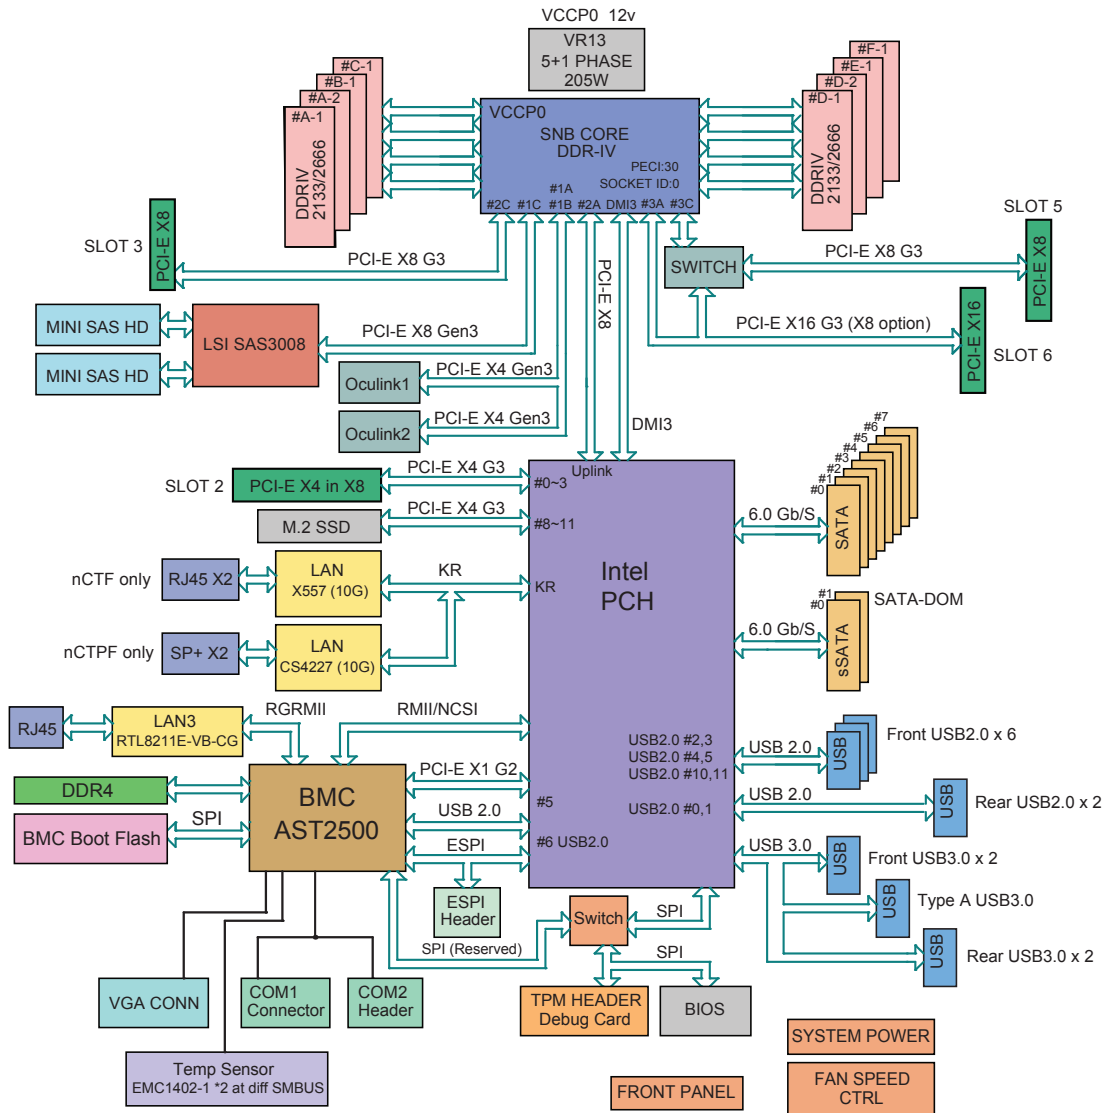 VCCP0 12v
VR13
5+1 PHASE
205W
#C-1
#B-1
#A-2
#A-1
DDRIV
2133/2666
VCCP0
SNB CORE
DDR-IV
PECI:30
SOCKET ID:0
#1A
#2C #1C #1B #2A DMI3 #3A #3C
#F-1
#E-1
#D-2
#D-1
DDRIV
2133/2666
SLOT 3
PCI-E X8
PCI-E X8 G3
SWITCH
PCI-E X8 G3
SLOT 5
PCI-E X8
PCI-E X16 G3 (X8 option)
PCI-E X16
SLOT 6
MINI SAS HD
MINI SAS HD
LSI SAS3008
PCI-E X8 Gen3
PCI-E X8
Oculink1
PCI-E X4 Gen3
Oculink2
PCI-E X4 Gen3
DMI3
Uplink
SLOT 2
PCI-E X4 in X8
PCI-E X4 G3
#0~3
M.2 SSD
PCI-E X4 G3
#8~11
Intel
PCH
6.0 Gb/S
#7
#6
#5
#4
#3
#2
#1
#0
SATA
nCTF only
RJ45 X2
LAN
X557 (10G)
KR
KR
nCTPF only
SP+ X2
LAN
CS4227 (10G)
6.0 Gb/S
#1
#0
sSATA
SATA-DOM
RJ45
LAN3
RTL8211E-VB-CG
RGRMII
RMII/NCSI
USB2.0 #2,3
USB2.0 #4,5
USB2.0 #10,11
USB 2.0
USB
Front USB2.0 x 6
DDR4
BMC Boot Flash
SPI
BMC
AST2500
PCI-E X1 G2
#5
USB 2.0
#6 USB2.0
ESPI
USB2.0 #0,1
USB 2.0
USB
Rear USB2.0 x 2
USB 3.0
USB
Front USB3.0 x 2
USB
Type A USB3.0
USB
Rear USB3.0 x 2
ESPI
Header
SPI (Reserved)
Switch
SPI
SPI
VGA CONN
COM1
Connector
COM2
Header
TPM HEADER
Debug Card
BIOS
Temp Sensor
EMC1402-1 *2 at diff SMBUS
FRONT PANEL
SYSTEM POWER
FAN SPEED
CTRL